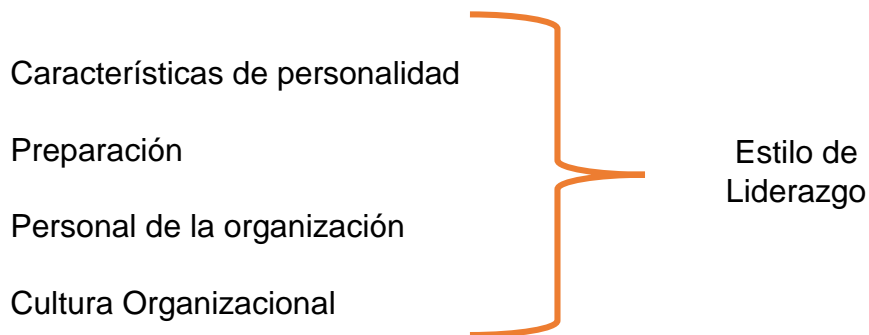 Características de personalidad
Preparación
Personal de la organización
Cultura Organizacional
Estilo de
Liderazgo